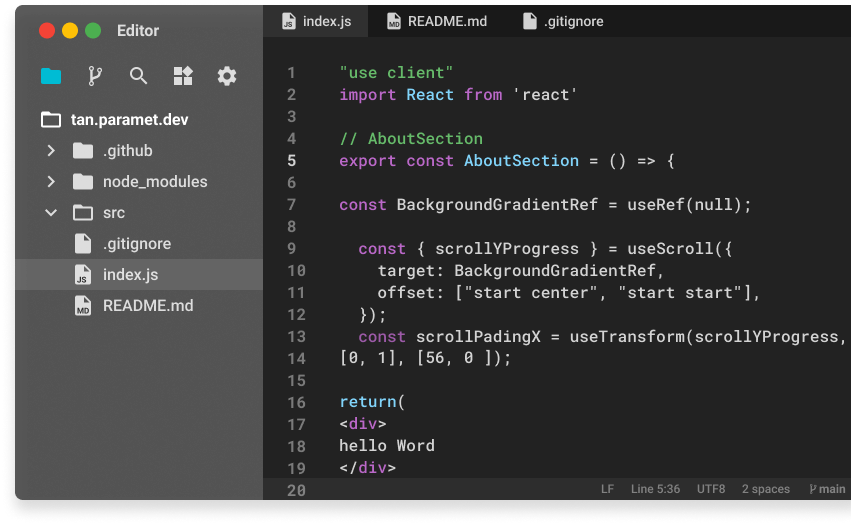 Editor
tan.paramet.dev
.github
node_modules
src
.gitignore
index.js
README.md
index.js
README.md
.gitignore
1 "use client"
2 import React from 'react'
3
4 // AboutSection
5 export const AboutSection = () => {
6
7 const BackgroundGradientRef = useRef(null);
8
9 const { scrollYProgress } = useScroll({
10 target: BackgroundGradientRef,
11 offset: ["start center", "start start"],
12 });
13 const scrollPadingX = useTransform(scrollYProgress,
14 [0, 1], [56, 0 ]);
15
16 return(
17 <div>
18 hello Word
19 </div>
20
LF Line 5:36 UTF8 2 spaces main